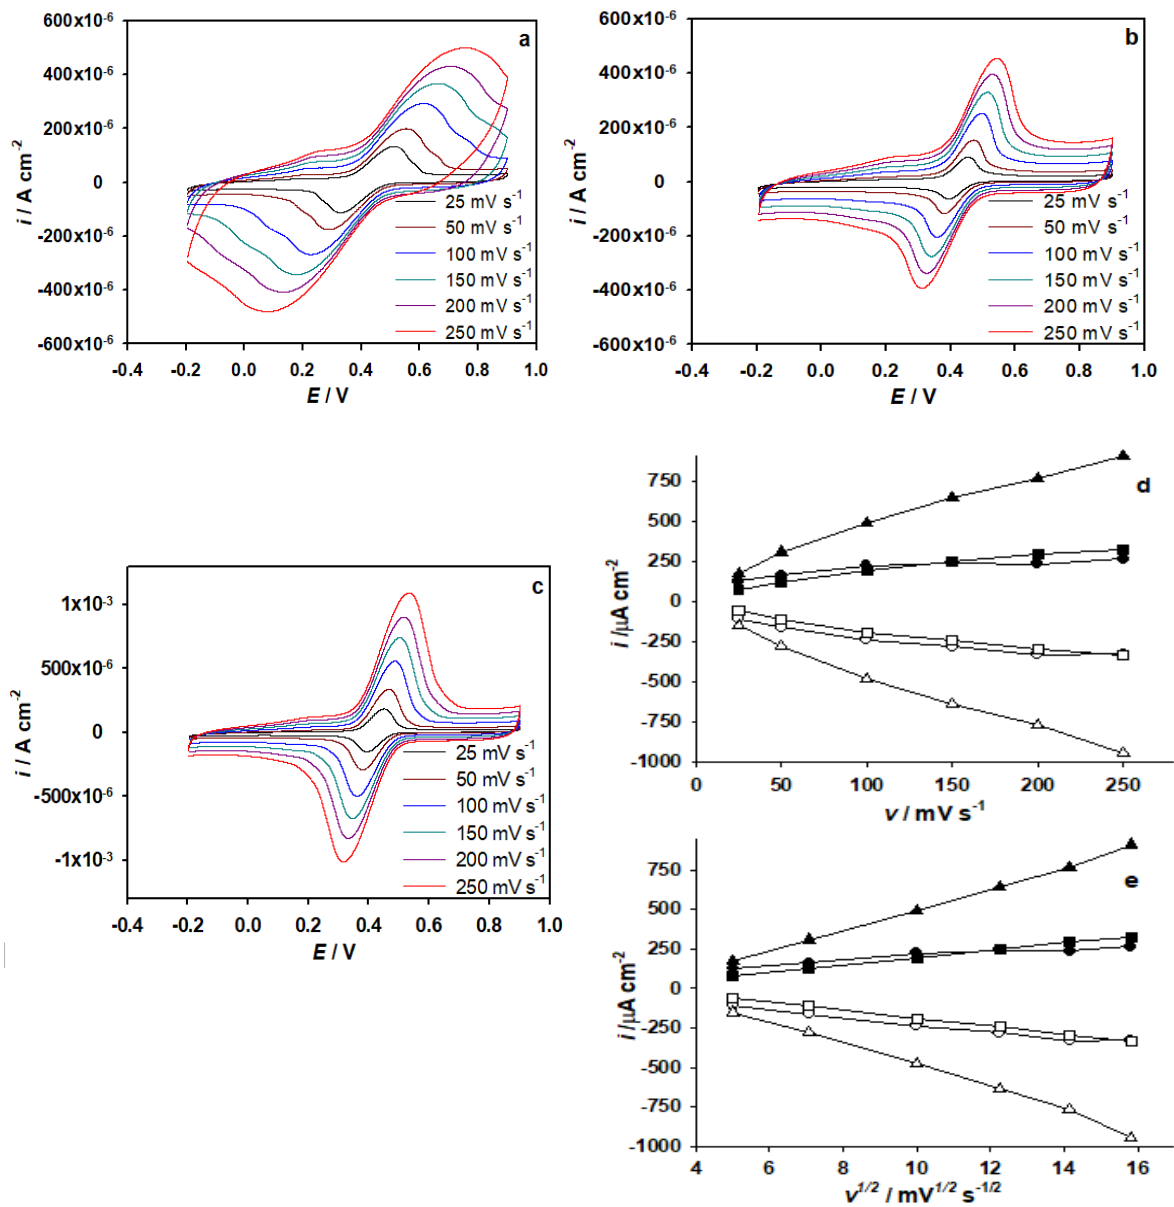 a
600x10⁻⁶
400x10⁻⁶
200x10⁻⁶
0
-200x10⁻⁶
-400x10⁻⁶
-600x10⁻⁶
i / A cm⁻²
25 mV s⁻¹
50 mV s⁻¹
100 mV s⁻¹
150 mV s⁻¹
200 mV s⁻¹
250 mV s⁻¹
-0.4 -0.2 0.0 0.2 0.4 0.6 0.8 1.0
E / V
b
600x10⁻⁶
400x10⁻⁶
200x10⁻⁶
0
-200x10⁻⁶
-400x10⁻⁶
-600x10⁻⁶
i / A cm⁻²
25 mV s⁻¹
50 mV s⁻¹
100 mV s⁻¹
150 mV s⁻¹
200 mV s⁻¹
250 mV s⁻¹
-0.4 -0.2 0.0 0.2 0.4 0.6 0.8 1.0
E / V
c
1x10⁻³
500x10⁻⁶
0
-500x10⁻⁶
-1x10⁻³
i / A cm⁻²
25 mV s⁻¹
50 mV s⁻¹
100 mV s⁻¹
150 mV s⁻¹
200 mV s⁻¹
250 mV s⁻¹
-0.4 -0.2 0.0 0.2 0.4 0.6 0.8 1.0
E / V
d
750
500
250
0
-250
-500
-750
-1000
i /µA cm⁻²
0 50 100 150 200 250
v / mV s⁻¹
e
750
500
250
0
-250
-500
-750
-1000
i /µA cm⁻²
4 6 8 10 12 14 16
v^1/2 / mV^1/2 s^-1/2